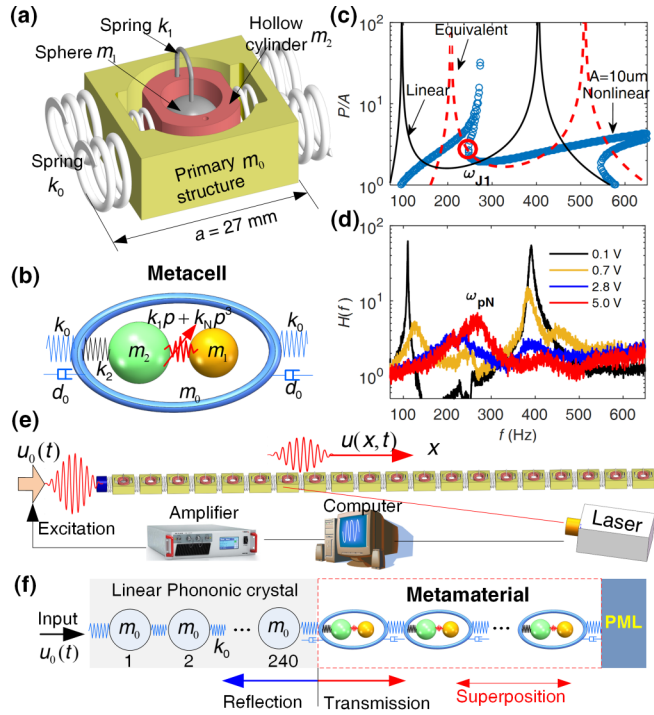 (a)
Spring k₁
Sphere m₁
Hollow
cylinder m₂
Spring
k₀
Primary m₀
structure
a = 27 mm
(b)
Metacell
k₁p + k_Np³
k₀
k₀
m₂
m₁
k₂
m₀
d₀
d₀
(c)
P/A
10²
10¹
10⁰
Equivalent
Linear
A=10um
Nonlinear
ω_J1
100 200 300 400 500 600
(d)
H(f)
10²
10¹
10⁰
ω_pN
0.1 V
0.7 V
2.8 V
5.0 V
100 200 300 400 500 600
f (Hz)
(e)
u₀(t)
u(x,t)
x
Excitation
Amplifier
Computer
Laser
(f)
Linear Phononic crystal
Metamaterial
Input
u₀(t)
m₀
m₀
...
m₀
...
PML
1
2
k₀
240
Reflection
Transmission
Superposition